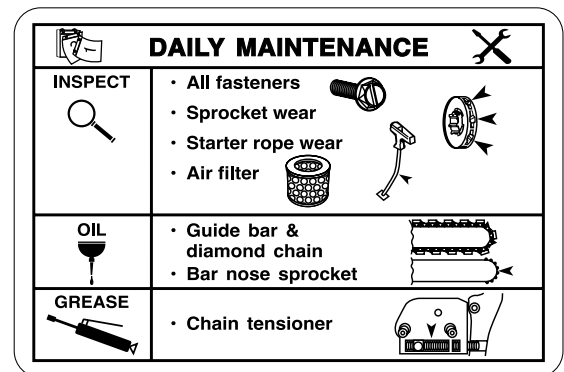 DAILY MAINTENANCE
INSPECT
· All fasteners
· Sprocket wear
· Starter rope wear
· Air filter
OIL
· Guide bar &
diamond chain
· Bar nose sprocket
GREASE
· Chain tensioner